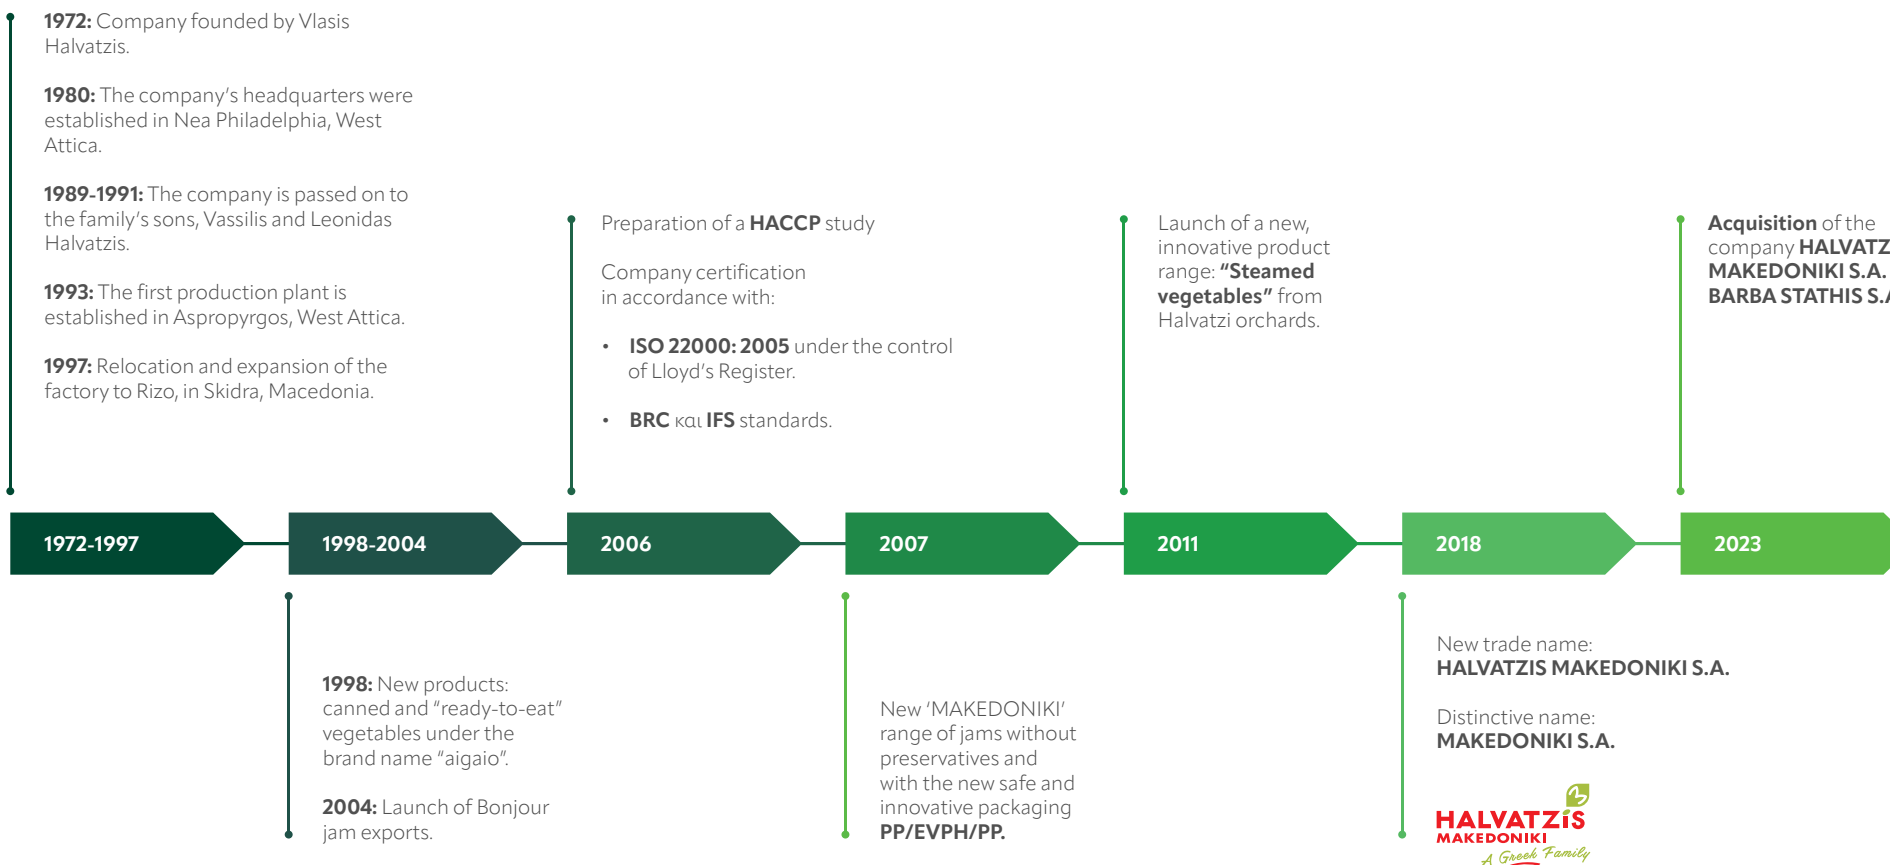 1972: Company founded by Vlasis
Halvatzis.
1980: The company's headquarters were
established in Nea Philadelphia, West
Attica.
1989-1991: The company is passed on to
the family's sons, Vassilis and Leonidas
Halvatzis.
1993: The first production plant is
established in Aspropyrgos, West Attica.
1997: Relocation and expansion of the
factory to Rizo, in Skidra, Macedonia.
Preparation of a HACCP study
Company certification
in accordance with:
• ISO 22000: 2005 under the control
of Lloyd's Register.
• BRC και IFS standards.
Launch of a new,
innovative product
range: “Steamed
vegetables” from
Halvatzi orchards.
Acquisition of the
company HALVATZ
MAKEDONIKI S.A.
BARBA STATHIS S.A
1972-1997
1998-2004
2006
2007
2011
2018
2023
1998: New products:
canned and “ready-to-eat”
vegetables under the
brand name “aigaio”.
2004: Launch of Bonjour
jam exports.
New ‘MAKEDONIKI’
range of jams without
preservatives and
with the new safe and
innovative packaging
PP/EVPH/PP.
New trade name:
HALVATZIS MAKEDONIKI S.A.
Distinctive name:
MAKEDONIKI S.A.
HALVATZiS
MAKEDONIKI
A Greek Family